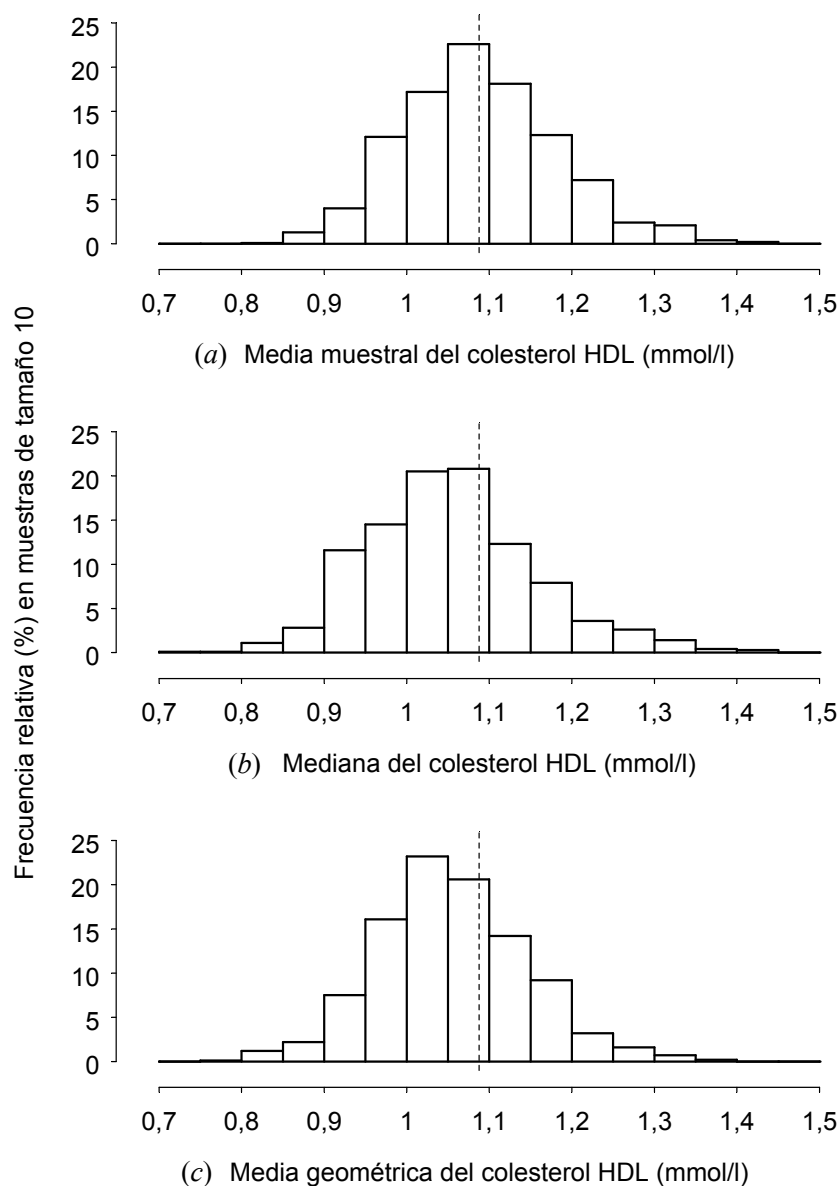 Frecuencia relativa (%) en muestras de tamaño 10
25
20
15
10
5
0
0,7 0,8 0,9 1 1,1 1,2 1,3 1,4 1,5
(a) Media muestral del colesterol HDL (mmol/l)
25
20
15
10
5
0
0,7 0,8 0,9 1 1,1 1,2 1,3 1,4 1,5
(b) Mediana del colesterol HDL (mmol/l)
25
20
15
10
5
0
0,7 0,8 0,9 1 1,1 1,2 1,3 1,4 1,5
(c) Media geométrica del colesterol HDL (mmol/l)